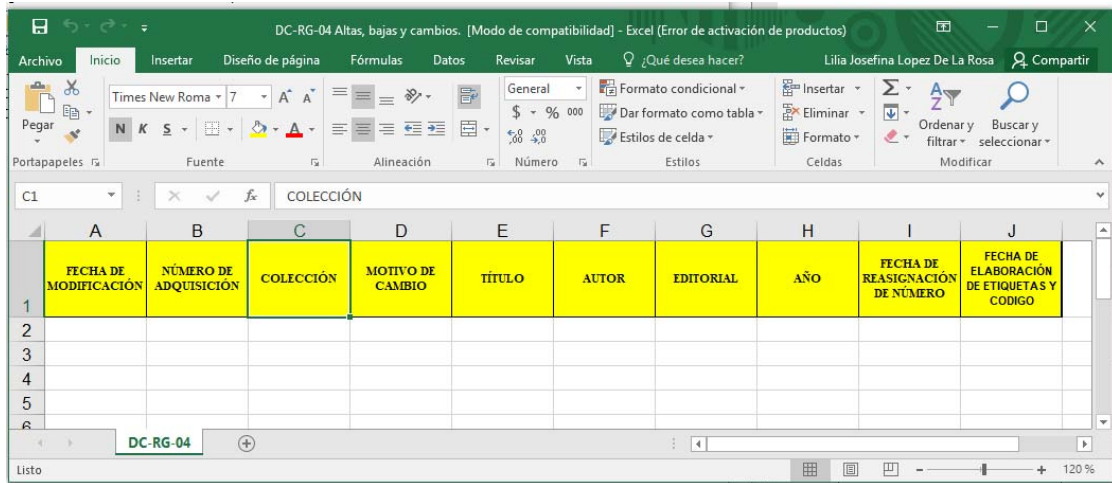 DC-RG-04 Altas, bajas y cambios. [Modo de compatibilidad] - Excel (Error de activación de productos)
Archivo Inicio Insertar Diseño de página Fórmulas Datos Revisar Vista ¿Qué desea hacer? Lilia Josefina Lopez De La Rosa Compartir
Pegar
Times New Roma 7 A A
N K S A
General
$ % 000
,00 ,0
Formato condicional
Dar formato como tabla
Estilos de celda
Insertar
Eliminar
Formato
Σ
Ordenar y
filtrar
Buscar y
seleccionar
Portapapeles Fuente Alineación Número Estilos Celdas Modificar
C1 fx COLECCIÓN
A B C D E F G H I J
1
FECHA DE
MODIFICACIÓN
NÚMERO DE
ADQUISICIÓN
COLECCIÓN
MOTIVO DE
CAMBIO
TÍTULO
AUTOR
EDITORIAL
AÑO
FECHA DE
REASIGNACIÓN
DE NÚMERO
FECHA DE
ELABORACIÓN
DE ETIQUETAS Y
CODIGO
2
3
4
5
6
DC-RG-04
Listo 120 %